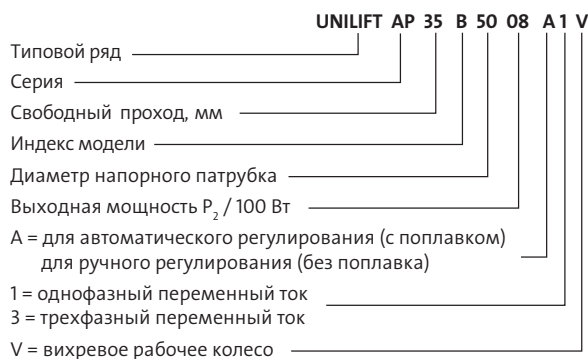 UNILIFT AP 35 B 50 08 A 1 V
Типовой ряд
Серия
Свободный проход, мм
Индекс модели
Диаметр напорного патрубка
Выходная мощность P₂ / 100 Вт
A = для автоматического регулирования (с поплавком)
для ручного регулирования (без поплавка)
1 = однофазный переменный ток
3 = трехфазный переменный ток
V = вихревое рабочее колесо